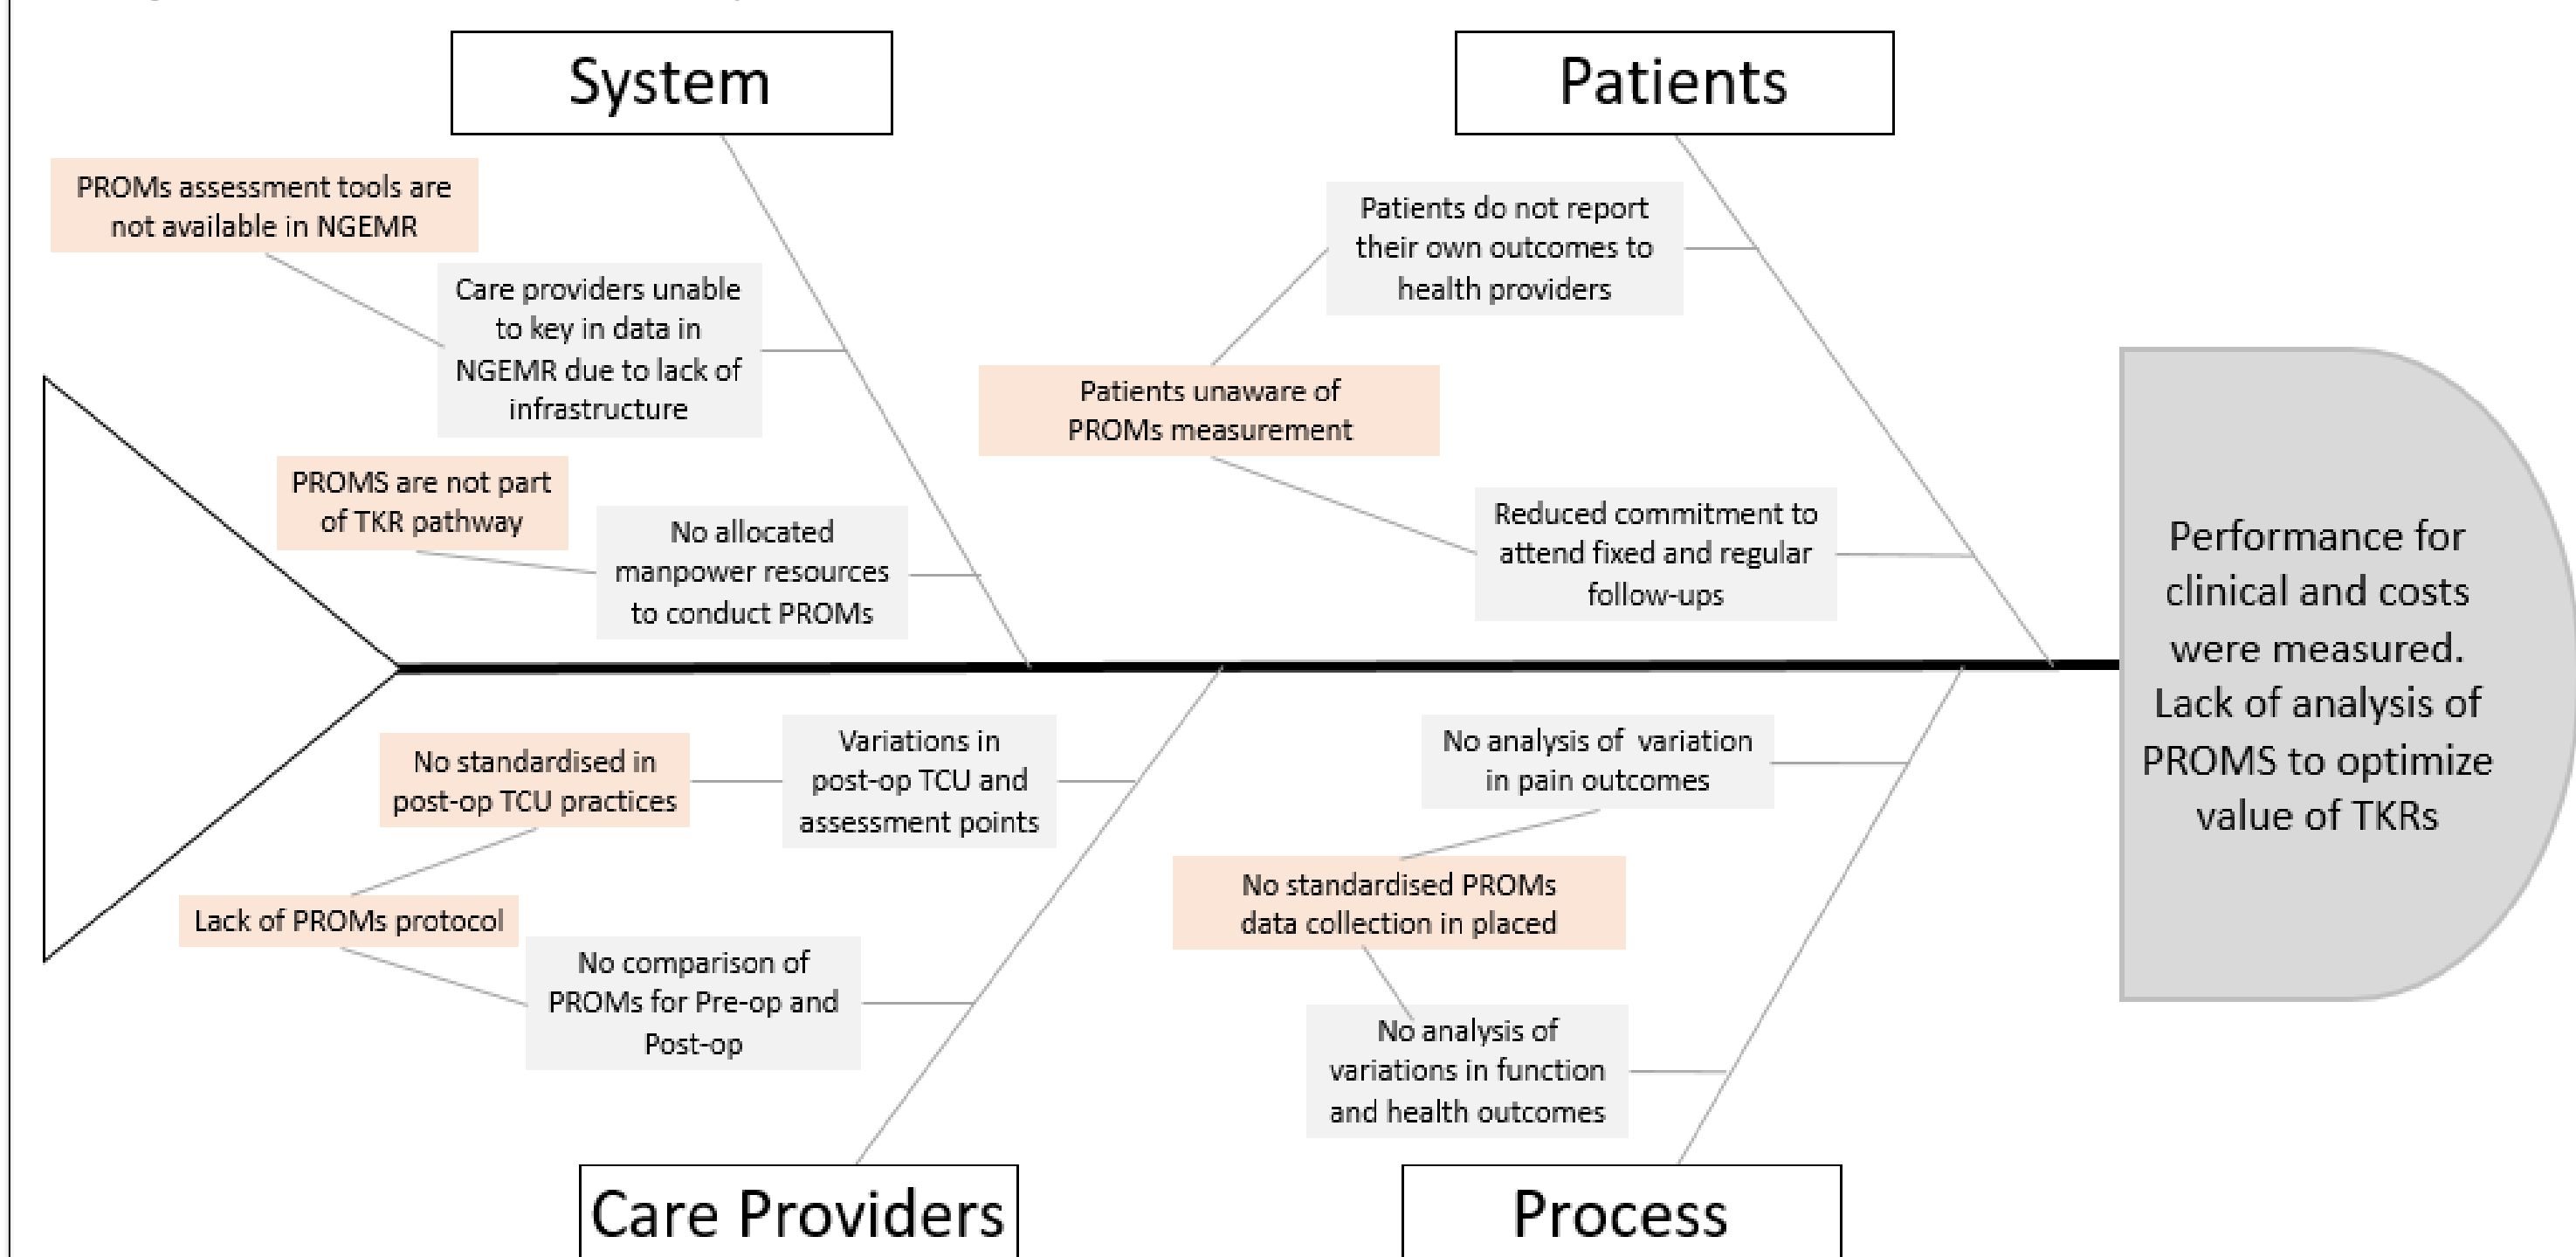 System
Patients
PROMs assessment tools are
not available in NGEMR
Care providers unable
to key in data in
NGEMR due to lack of
infrastructure
PROMS are not part
of TKR pathway
No allocated
manpower resources
to conduct PROMs
Patients do not report
their own outcomes to
health providers
Patients unaware of
PROMs measurement
Reduced commitment to
attend fixed and regular
follow-ups
Performance for
clinical and costs
were measured.
Lack of analysis of
PROMS to optimize
value of TKRs
No standardised in
post-op TCU practices
Variations in
post-op TCU and
assessment points
Lack of PROMs protocol
No comparison of
PROMs for Pre-op and
Post-op
No analysis of  variation
in pain outcomes
No standardised PROMs
data collection in placed
No analysis of
variations in function
and health outcomes
Care Providers
Process